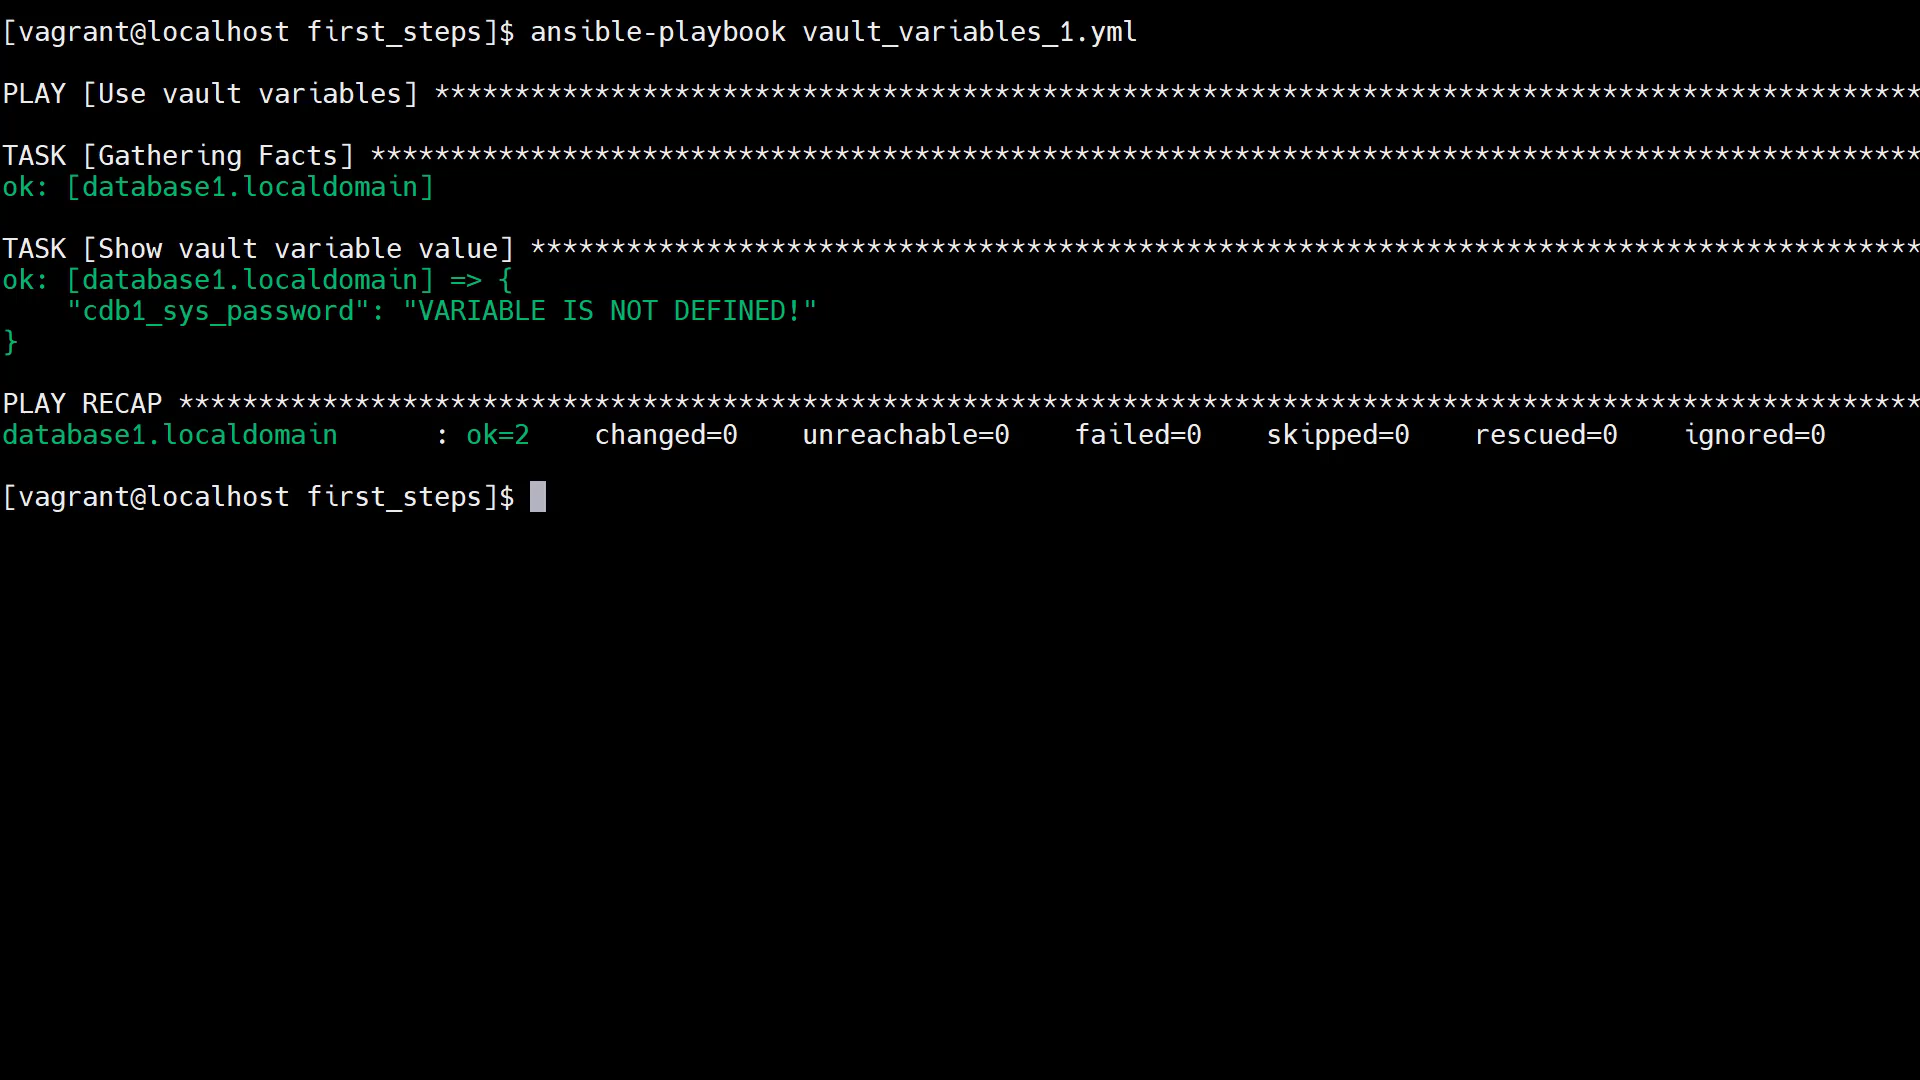 [vagrant@localhost first_steps]$ ansible-playbook vault_variables_1.yml
PLAY [Use vault variables] *********************************************************************************************
TASK [Gathering Facts] *************************************************************************************************
ok: [database1.localdomain]
TASK [Show vault variable value] ***************************************************************************************
ok: [database1.localdomain] => {
    "cdb1_sys_password": "VARIABLE IS NOT DEFINED!"
}
PLAY RECAP *************************************************************************************************************
database1.localdomain      : ok=2    changed=0    unreachable=0    failed=0    skipped=0    rescued=0    ignored=0
[vagrant@localhost first_steps]$